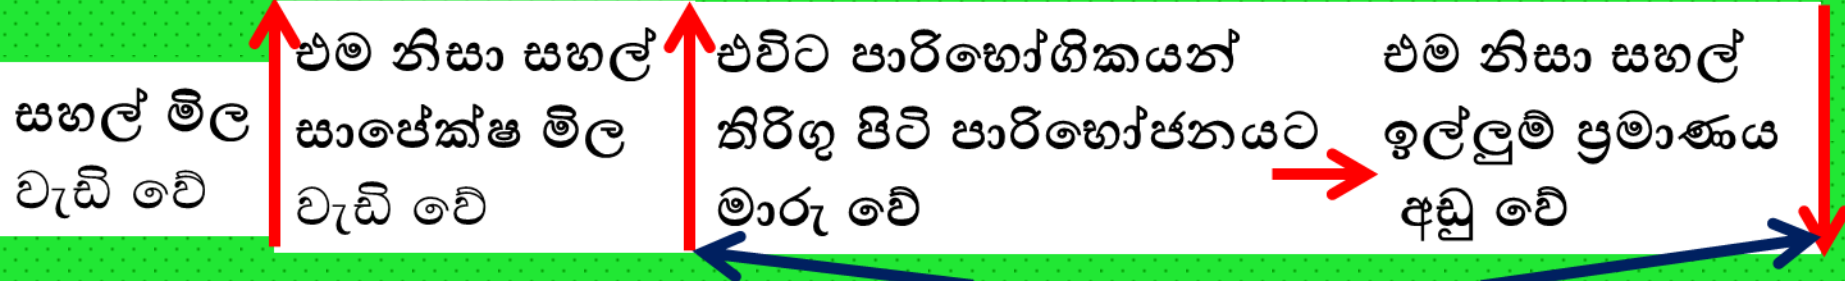 සහල් මිල
වැඩි වේ
එම නිසා සහල්
සාපේක්ෂ මිල
වැඩි වේ
එවිට පාරිභෝගිකයන්
තිරිගු පිටි පාරිභෝජනයට
මාරු වේ
එම නිසා සහල්
ඉල්ලුම් ප්‍රමාණය
අඩු වේ